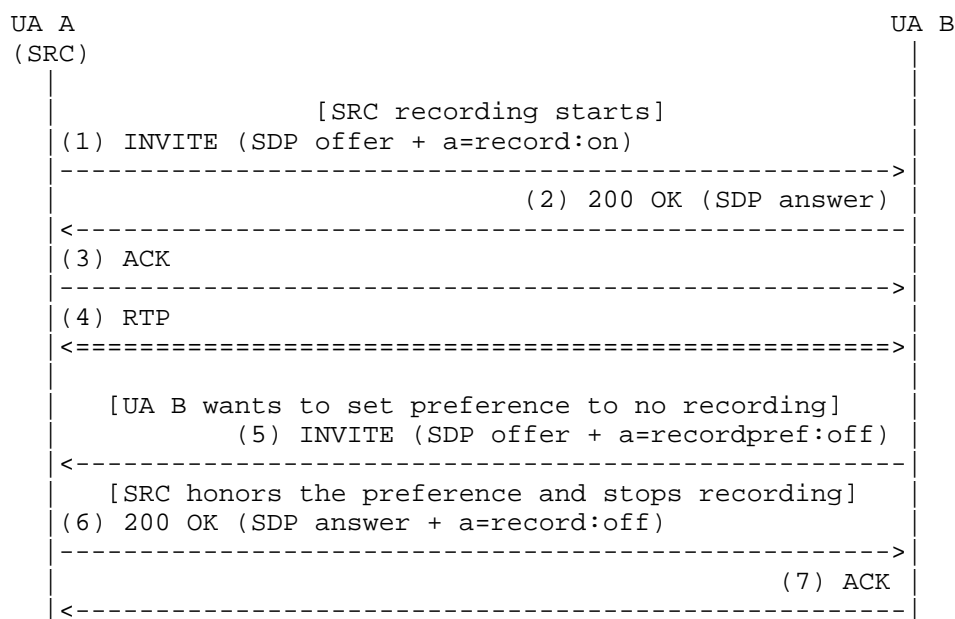 UA A UA B
(SRC)
[SRC recording starts]
(1) INVITE (SDP offer + a=record:on)
(2) 200 OK (SDP answer)
(3) ACK
(4) RTP
[UA B wants to set preference to no recording]
(5) INVITE (SDP offer + a=recordpref:off)
[SRC honors the preference and stops recording]
(6) 200 OK (SDP answer + a=record:off)
(7) ACK